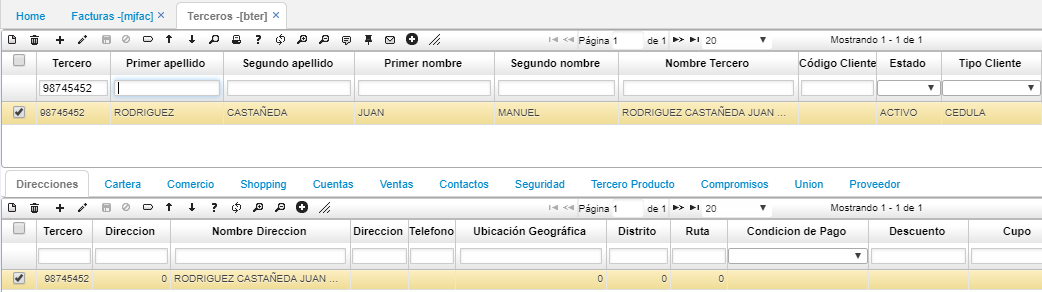 Home Facturas -[mjfac] ✕ Terceros -[bter] ✕
Página 1 de 1 20 Mostrando 1 - 1 de 1
Tercero Primer apellido Segundo apellido Primer nombre Segundo nombre Nombre Tercero Código Cliente Estado Tipo Cliente
98745452
98745452 RODRIGUEZ CASTAÑEDA JUAN MANUEL RODRIGUEZ CASTAÑEDA JUAN ... ACTIVO CEDULA
Direcciones Cartera Comercio Shopping Cuentas Ventas Contactos Seguridad Tercero Producto Compromisos Union Proveedor
Página 1 de 1 20 Mostrando 1 - 1 de 1
Tercero Direccion Nombre Direccion Direccion Telefono Ubicación Geográfica Distrito Ruta Condicion de Pago Descuento Cupo
98745452 0 RODRIGUEZ CASTAÑEDA JUAN ... 0 0 0